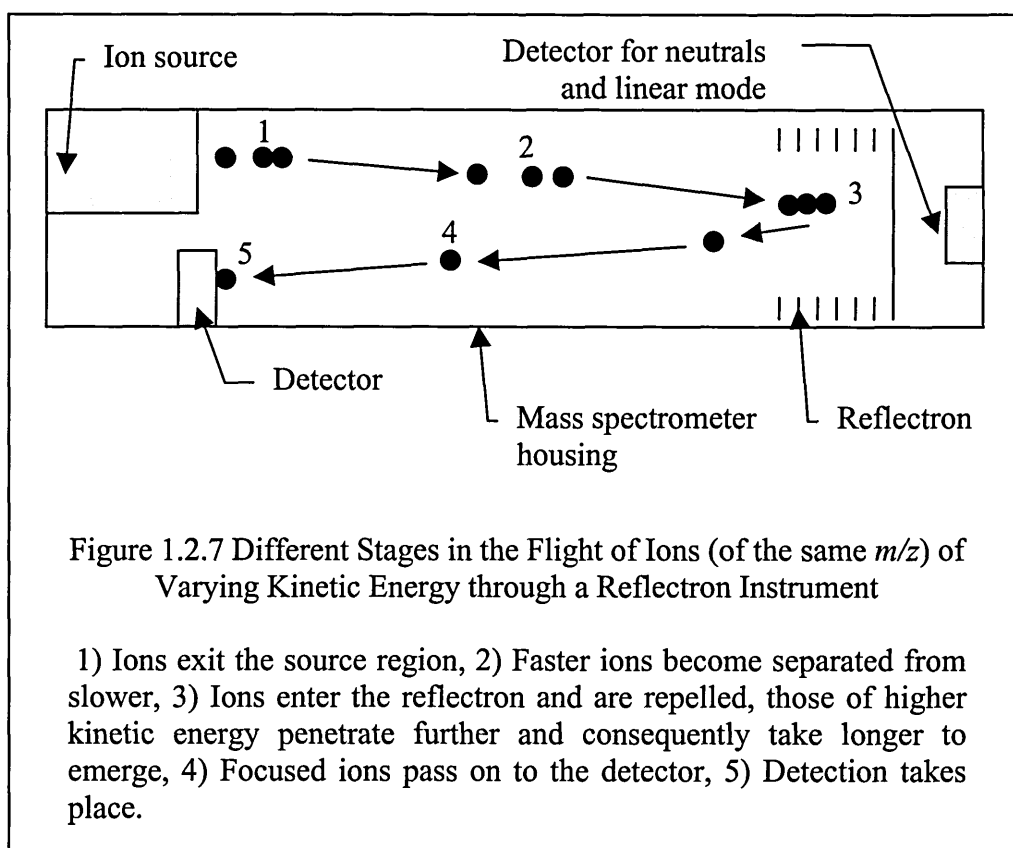 Ion source
Detector for neutrals
and linear mode
1
2
3
4
5
Detector
Mass spectrometer
housing
Reflectron
Figure 1.2.7 Different Stages in the Flight of Ions (of the same m/z) of
Varying Kinetic Energy through a Reflectron Instrument
1) Ions exit the source region, 2) Faster ions become separated from
slower, 3) Ions enter the reflectron and are repelled, those of higher
kinetic energy penetrate further and consequently take longer to
emerge, 4) Focused ions pass on to the detector, 5) Detection takes
place.